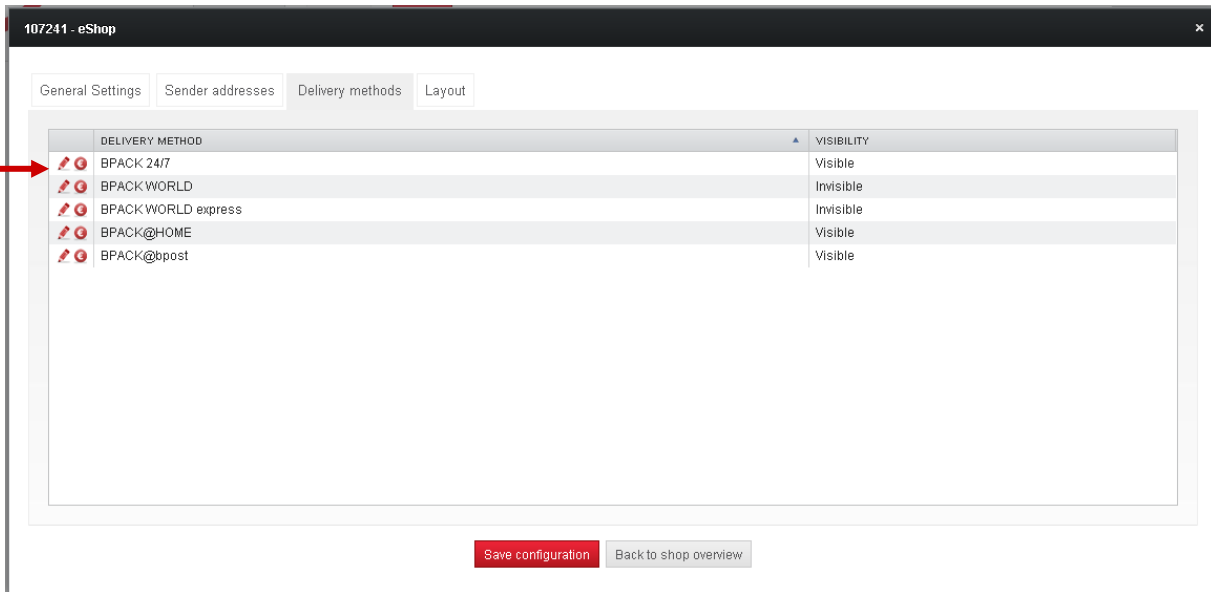 107241 - eShop ×
General Settings Sender addresses Delivery methods Layout
DELIVERY METHOD VISIBILITY
BPACK 24/7 Visible
BPACK WORLD Invisible
BPACK WORLD express Invisible
BPACK@HOME Visible
BPACK@bpost Visible
Save configuration Back to shop overview